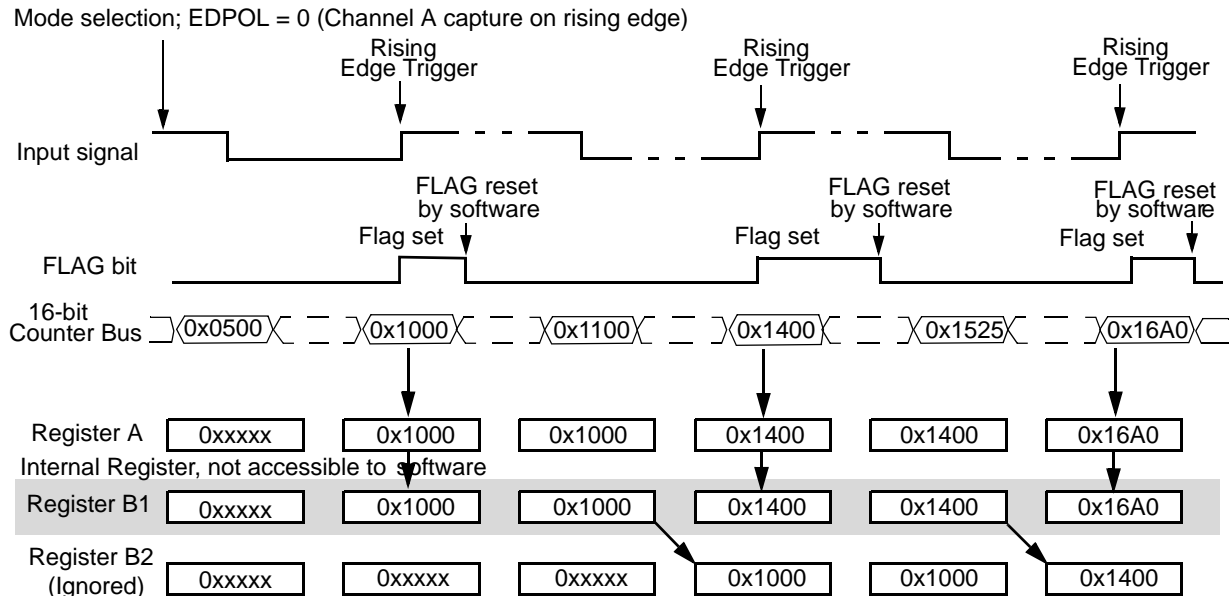 Mode selection; EDPOL = 0 (Channel A capture on rising edge)
Rising
Edge Trigger
Rising
Edge Trigger
Rising
Edge Trigger
Input signal
FLAG reset
by software
FLAG reset
by software
FLAG reset
by software
Flag set
Flag set
Flag set
FLAG bit
16-bit
Counter Bus
0x0500 0x1000 0x1100 0x1400 0x1525 0x16A0
Register A 0xxxxx 0x1000 0x1000 0x1400 0x1400 0x16A0
Internal Register, not accessible to software
Register B1 0xxxxx 0x1000 0x1000 0x1400 0x1400 0x16A0
Register B2
(Ignored)
0xxxxx 0xxxxx 0xxxxx 0x1000 0x1000 0x1400